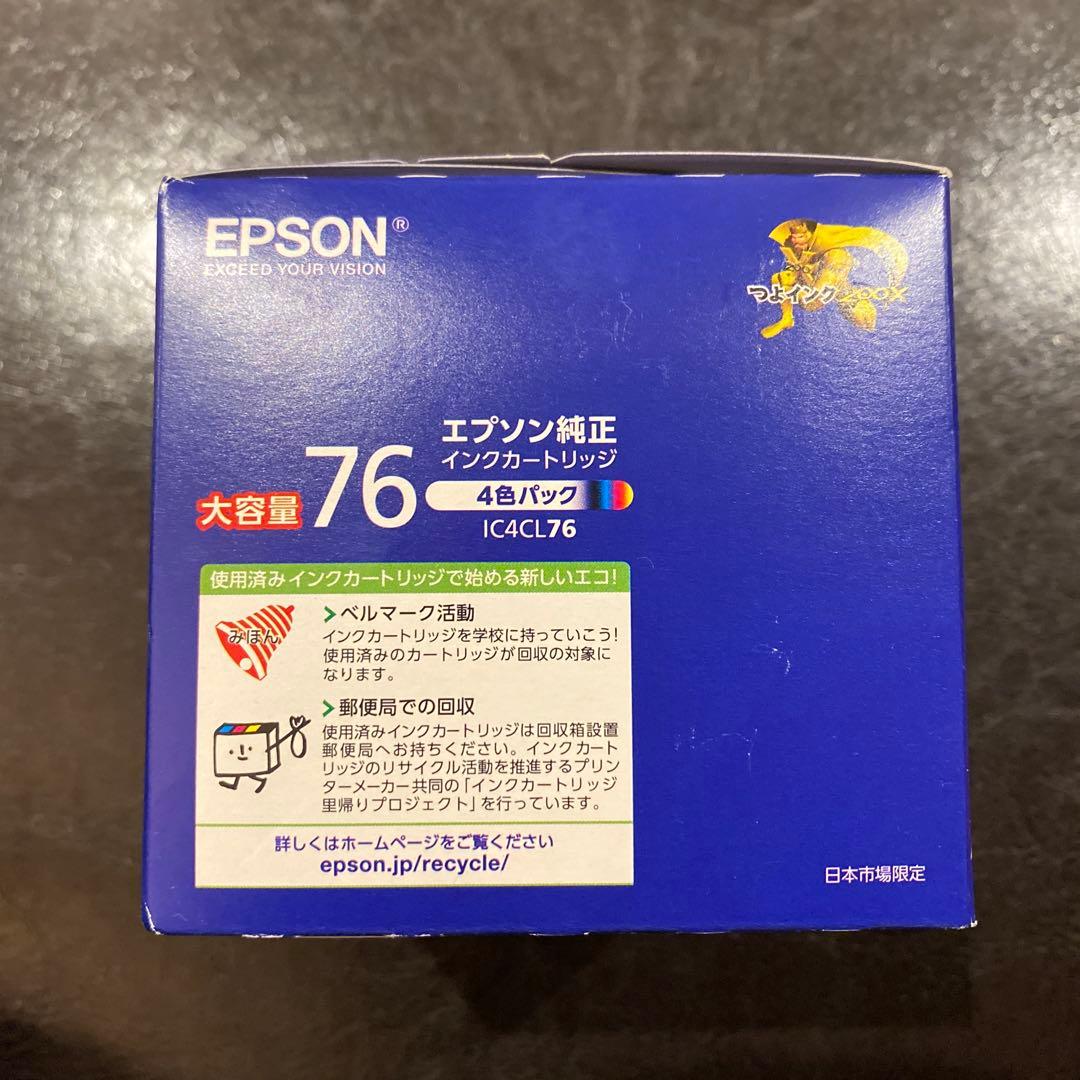 EPSON®
EXCEED YOUR VISION
つよインク200X
エプソン純正
インクカートリッジ
大容量 76 4色パック
IC4CL76
使用済みインクカートリッジで始める新しいエコ!
みほん
ベルマーク活動
インクカートリッジを学校に持っていこう!
使用済みのカートリッジが回収の対象に
なります。
郵便局での回収
使用済みインクカートリッジは回収箱設置
郵便局へお持ちください。インクカート
リッジのリサイクル活動を推進するプリン
ターメーカー共同の「インクカートリッジ
里帰りプロジェクト」を行っています。
詳しくはホームページをご覧ください
epson.jp/recycle/
日本市場限定